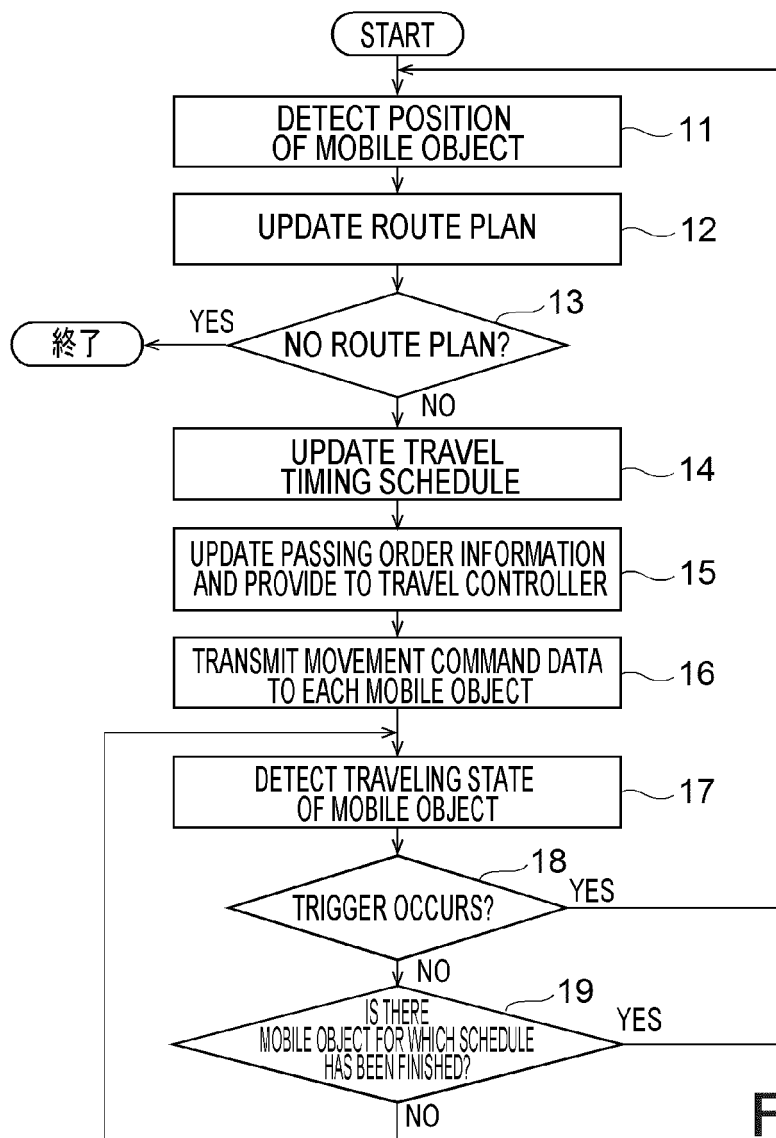 START
DETECT POSITION
OF MOBILE OBJECT
11
UPDATE ROUTE PLAN
12
13
YES
終了
NO ROUTE PLAN?
NO
UPDATE TRAVEL
TIMING SCHEDULE
14
UPDATE PASSING ORDER INFORMATION
AND PROVIDE TO TRAVEL CONTROLLER
15
TRANSMIT MOVEMENT COMMAND DATA
TO EACH MOBILE OBJECT
16
DETECT TRAVELING STATE
OF MOBILE OBJECT
17
18
YES
TRIGGER OCCURS?
NO
19
IS THERE
YES
MOBILE OBJECT FOR WHICH SCHEDULE
HAS BEEN FINISHED?
NO
F